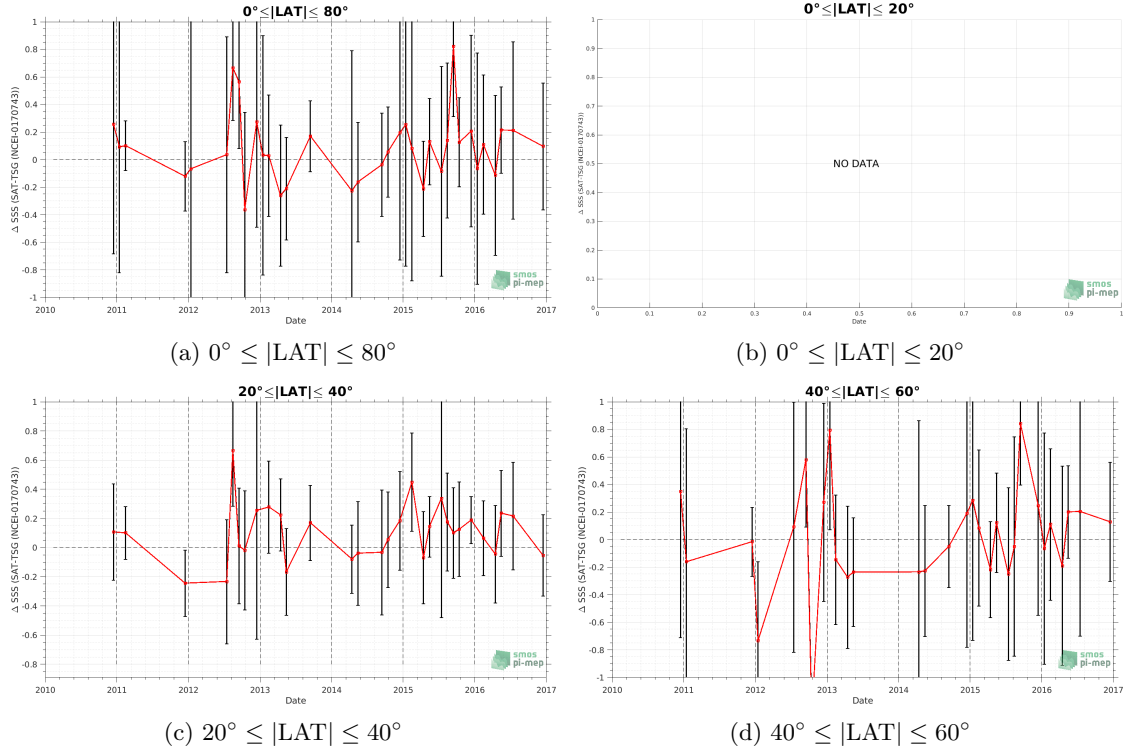 0°≤|LAT|≤ 80°
Δ SSS (SAT-TSG (NCEI-0170743))
1
0.8
0.6
0.4
0.2
0
-0.2
-0.4
-0.6
-0.8
-1
2010 2011 2012 2013 2014 2015 2016 2017
Date
smos
pi-mep
(a) 0° ≤ |LAT| ≤ 80°
0°≤|LAT|≤ 20°
Δ SSS (SAT-TSG (NCEI-0170743))
1
0.9
0.8
0.7
0.6
0.5
0.4
0.3
0.2
0.1
0
NO DATA
0 0.1 0.2 0.3 0.4 0.5 0.6 0.7 0.8 0.9 1
Date
smos
pi-mep
(b) 0° ≤ |LAT| ≤ 20°
20°≤|LAT|≤ 40°
Δ SSS (SAT-TSG (NCEI-0170743))
1
0.8
0.6
0.4
0.2
0
-0.2
-0.4
-0.6
-0.8
2010 2011 2012 2013 2014 2015 2016 2017
Date
smos
pi-mep
(c) 20° ≤ |LAT| ≤ 40°
40°≤|LAT|≤ 60°
Δ SSS (SAT-TSG (NCEI-0170743))
1
0.8
0.6
0.4
0.2
0
-0.2
-0.4
-0.6
-0.8
-1
2010 2011 2012 2013 2014 2015 2016 2017
Date
smos
pi-mep
(d) 40° ≤ |LAT| ≤ 60°